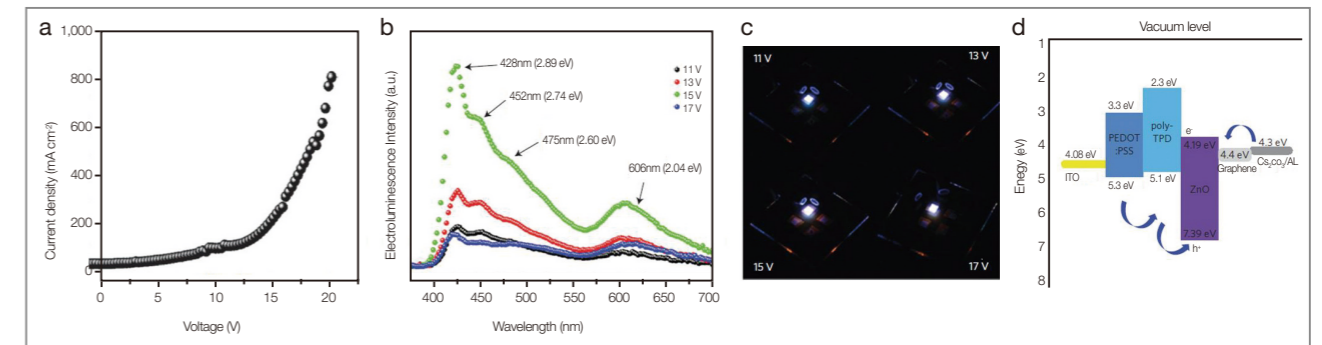 a
1,000
800
600
400
200
0
Current density (mA cm-2)
0 5 10 15 20
Voltage (V)
b
428nm (2.89 eV)
452nm (2.74 eV)
475nm (2.60 eV)
606nm (2.04 eV)
11 V
13 V
15 V
17 V
Electroluminescence Intensity (a.u.)
400 450 500 550 600 650 700
Wavelength (nm)
c
11 V
13 V
15 V
17 V
d
Vacuum level
1
2
3
4
5
6
7
8
Enegy (eV)
2.3 eV
3.3 eV
PEDOT
:PSS
poly-
TPD
e-
4.08 eV
ITO
4.19 eV
4.3 eV
4.4 eV
Graphene
Cs2co3/AL
5.3 eV
5.1 eV
ZnO
7.39 eV
h+